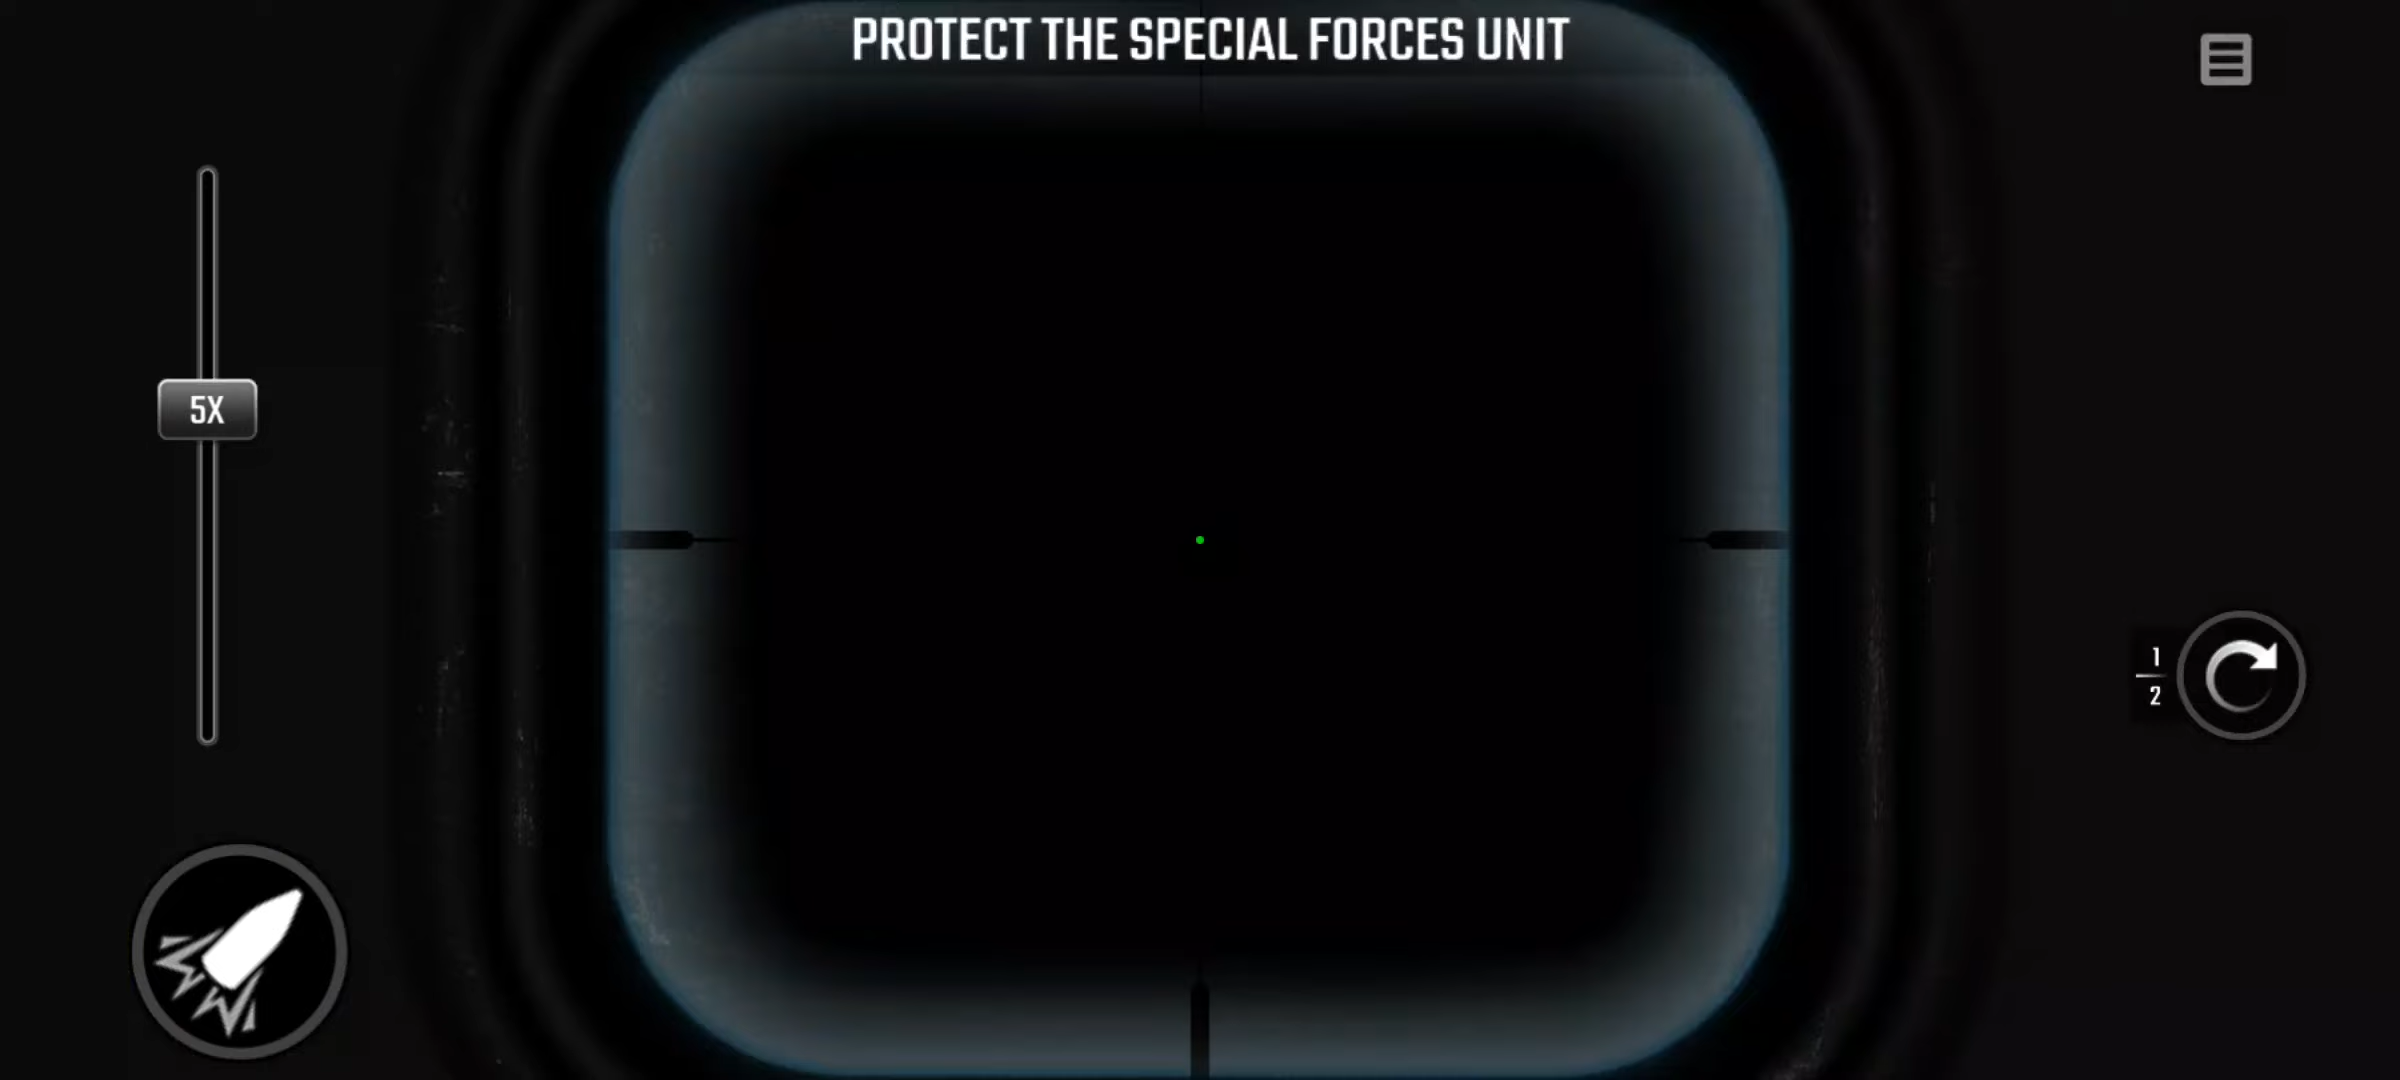 PROTECT THE SPECIAL FORCES UNIT
5X
1
2